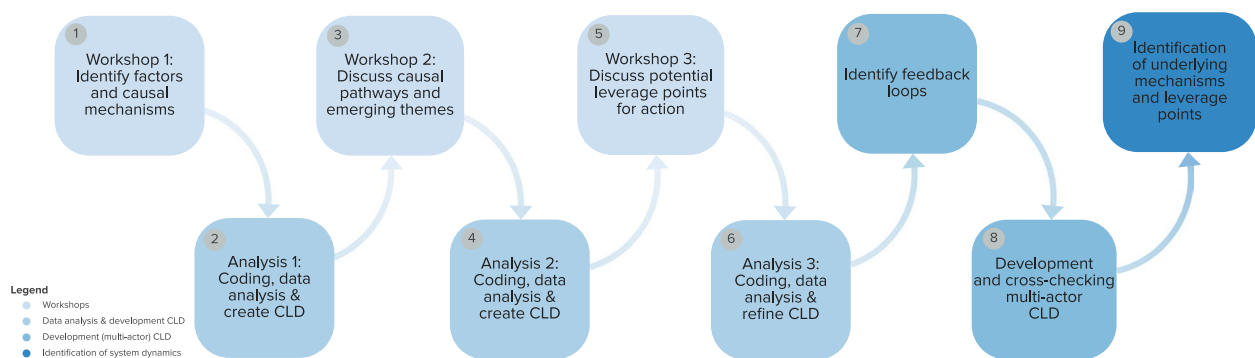 1
Workshop 1:
Identify factors
and causal
mechanisms
2
Analysis 1:
Coding, data
analysis &
create CLD
3
Workshop 2:
Discuss causal
pathways and
emerging themes
4
Analysis 2:
Coding, data
analysis &
create CLD
5
Workshop 3:
Discuss potential
leverage points
for action
6
Analysis 3:
Coding, data
analysis &
refine CLD
7
Identify feedback
loops
8
Development
and cross-checking
multi-actor
CLD
9
Identification
of underlying
mechanisms
and leverage
points
Legend
Workshops
Data analysis & development CLD
Development (multi-actor) CLD
Identification of system dynamics